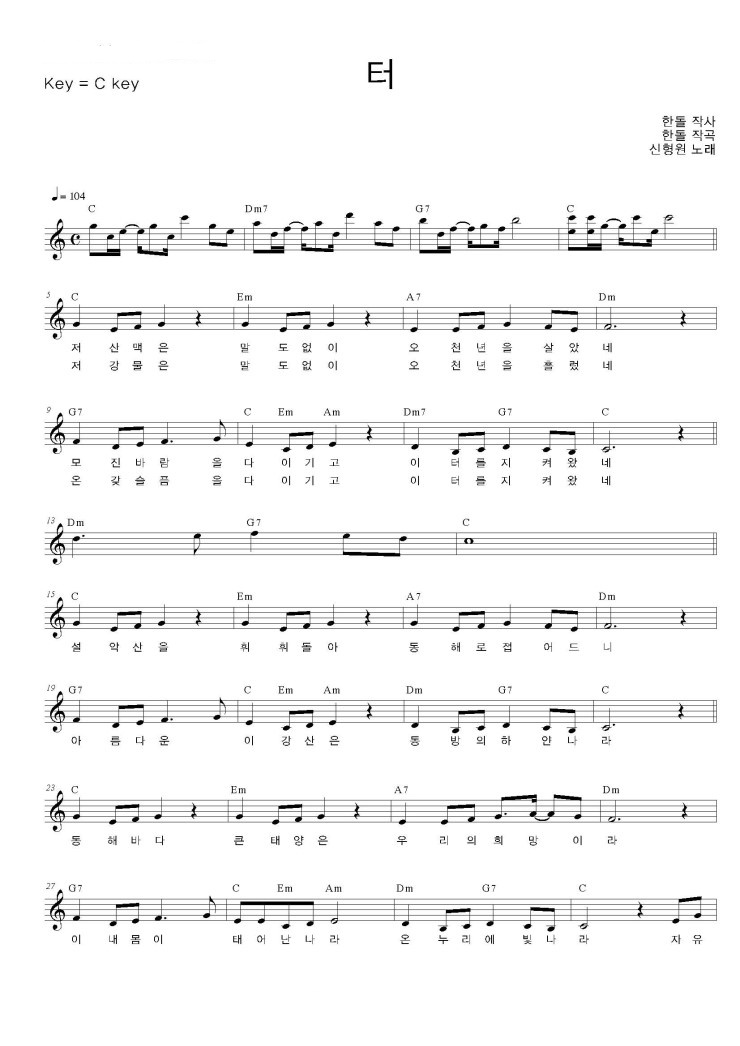 터
Key = C key
한돌 작사
한돌 작곡
신형원 노래
♩ = 104
C Dm7 G7 C
5 C Em A7 Dm
저 산 맥 은 말 도 없 이 오 천 년 을 살 았 네
저 강 물 은 말 도 없 이 오 천 년 을 흘 렀 네
9 G7 C Em Am Dm7 G7 C
모 진 바 람 을 다 이 기 고 이 터 를 지 켜 왔 네
온 갖 슬 픔 을 다 이 기 고 이 터 를 지 켜 왔 네
13 Dm G7 C
15 C Em A7 Dm
설 악 산 을 휘 휘 돌 아 동 해 로 접 어 드 니
19 G7 C Em Am Dm G7 C
아 름 다 운 이 강 산 은 동 방 의 하 얀 나 라
23 C Em A7 Dm
동 해 바 다 큰 태 양 은 우 리 의 희 망 이 라
27 G7 C Em Am Dm G7 C
이 내 몸 이 태 어 난 나 라 온 누 리 에 빛 나 라 자 유